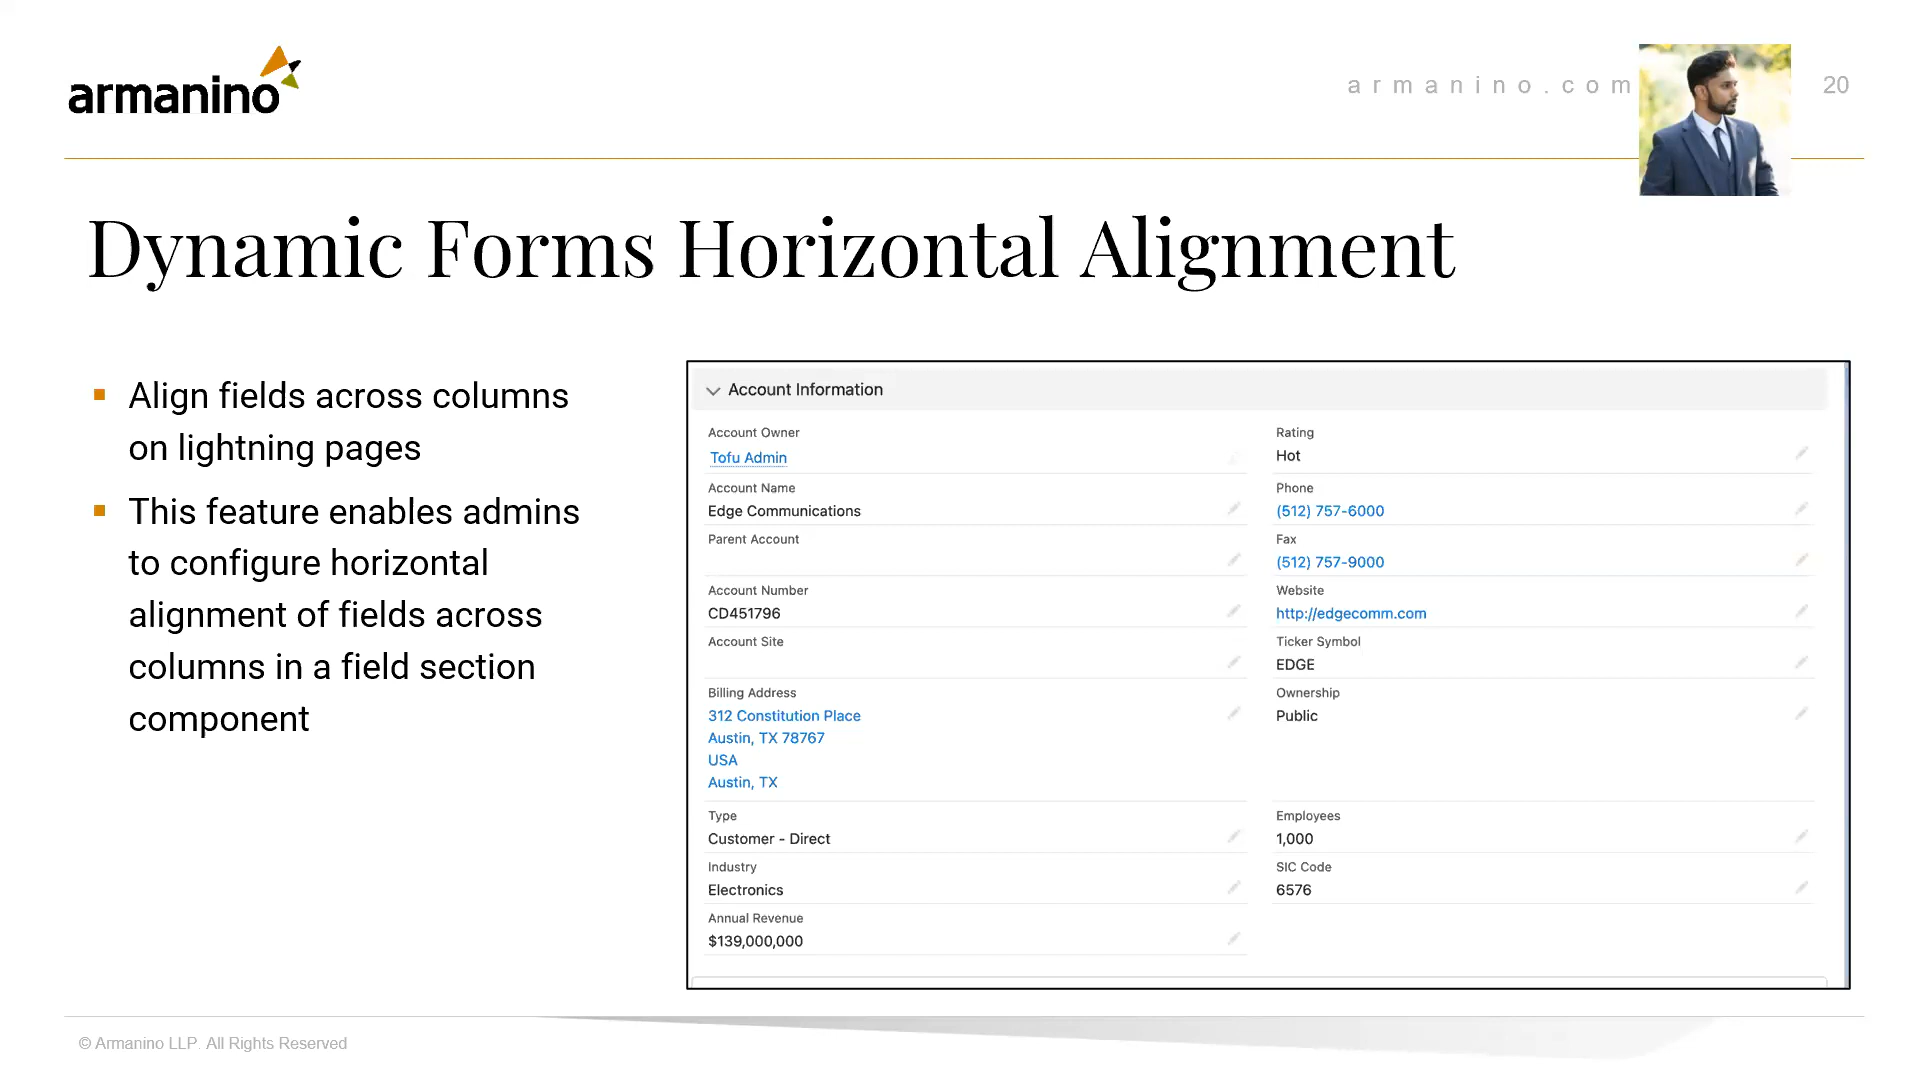 armanino
armanino.com
20
Dynamic Forms Horizontal Alignment
Align fields across columns
on lightning pages
This feature enables admins
to configure horizontal
alignment of fields across
columns in a field section
component
Account Information
Account Owner
Tofu Admin
Rating
Hot
Account Name
Edge Communications
Phone
(512) 757-6000
Parent Account
Fax
(512) 757-9000
Account Number
CD451796
Website
http://edgecomm.com
Account Site
Ticker Symbol
EDGE
Billing Address
312 Constitution Place
Austin, TX 78767
USA
Austin, TX
Ownership
Public
Type
Customer - Direct
Employees
1,000
Industry
Electronics
SIC Code
6576
Annual Revenue
$139,000,000
© Armanino LLP. All Rights Reserved